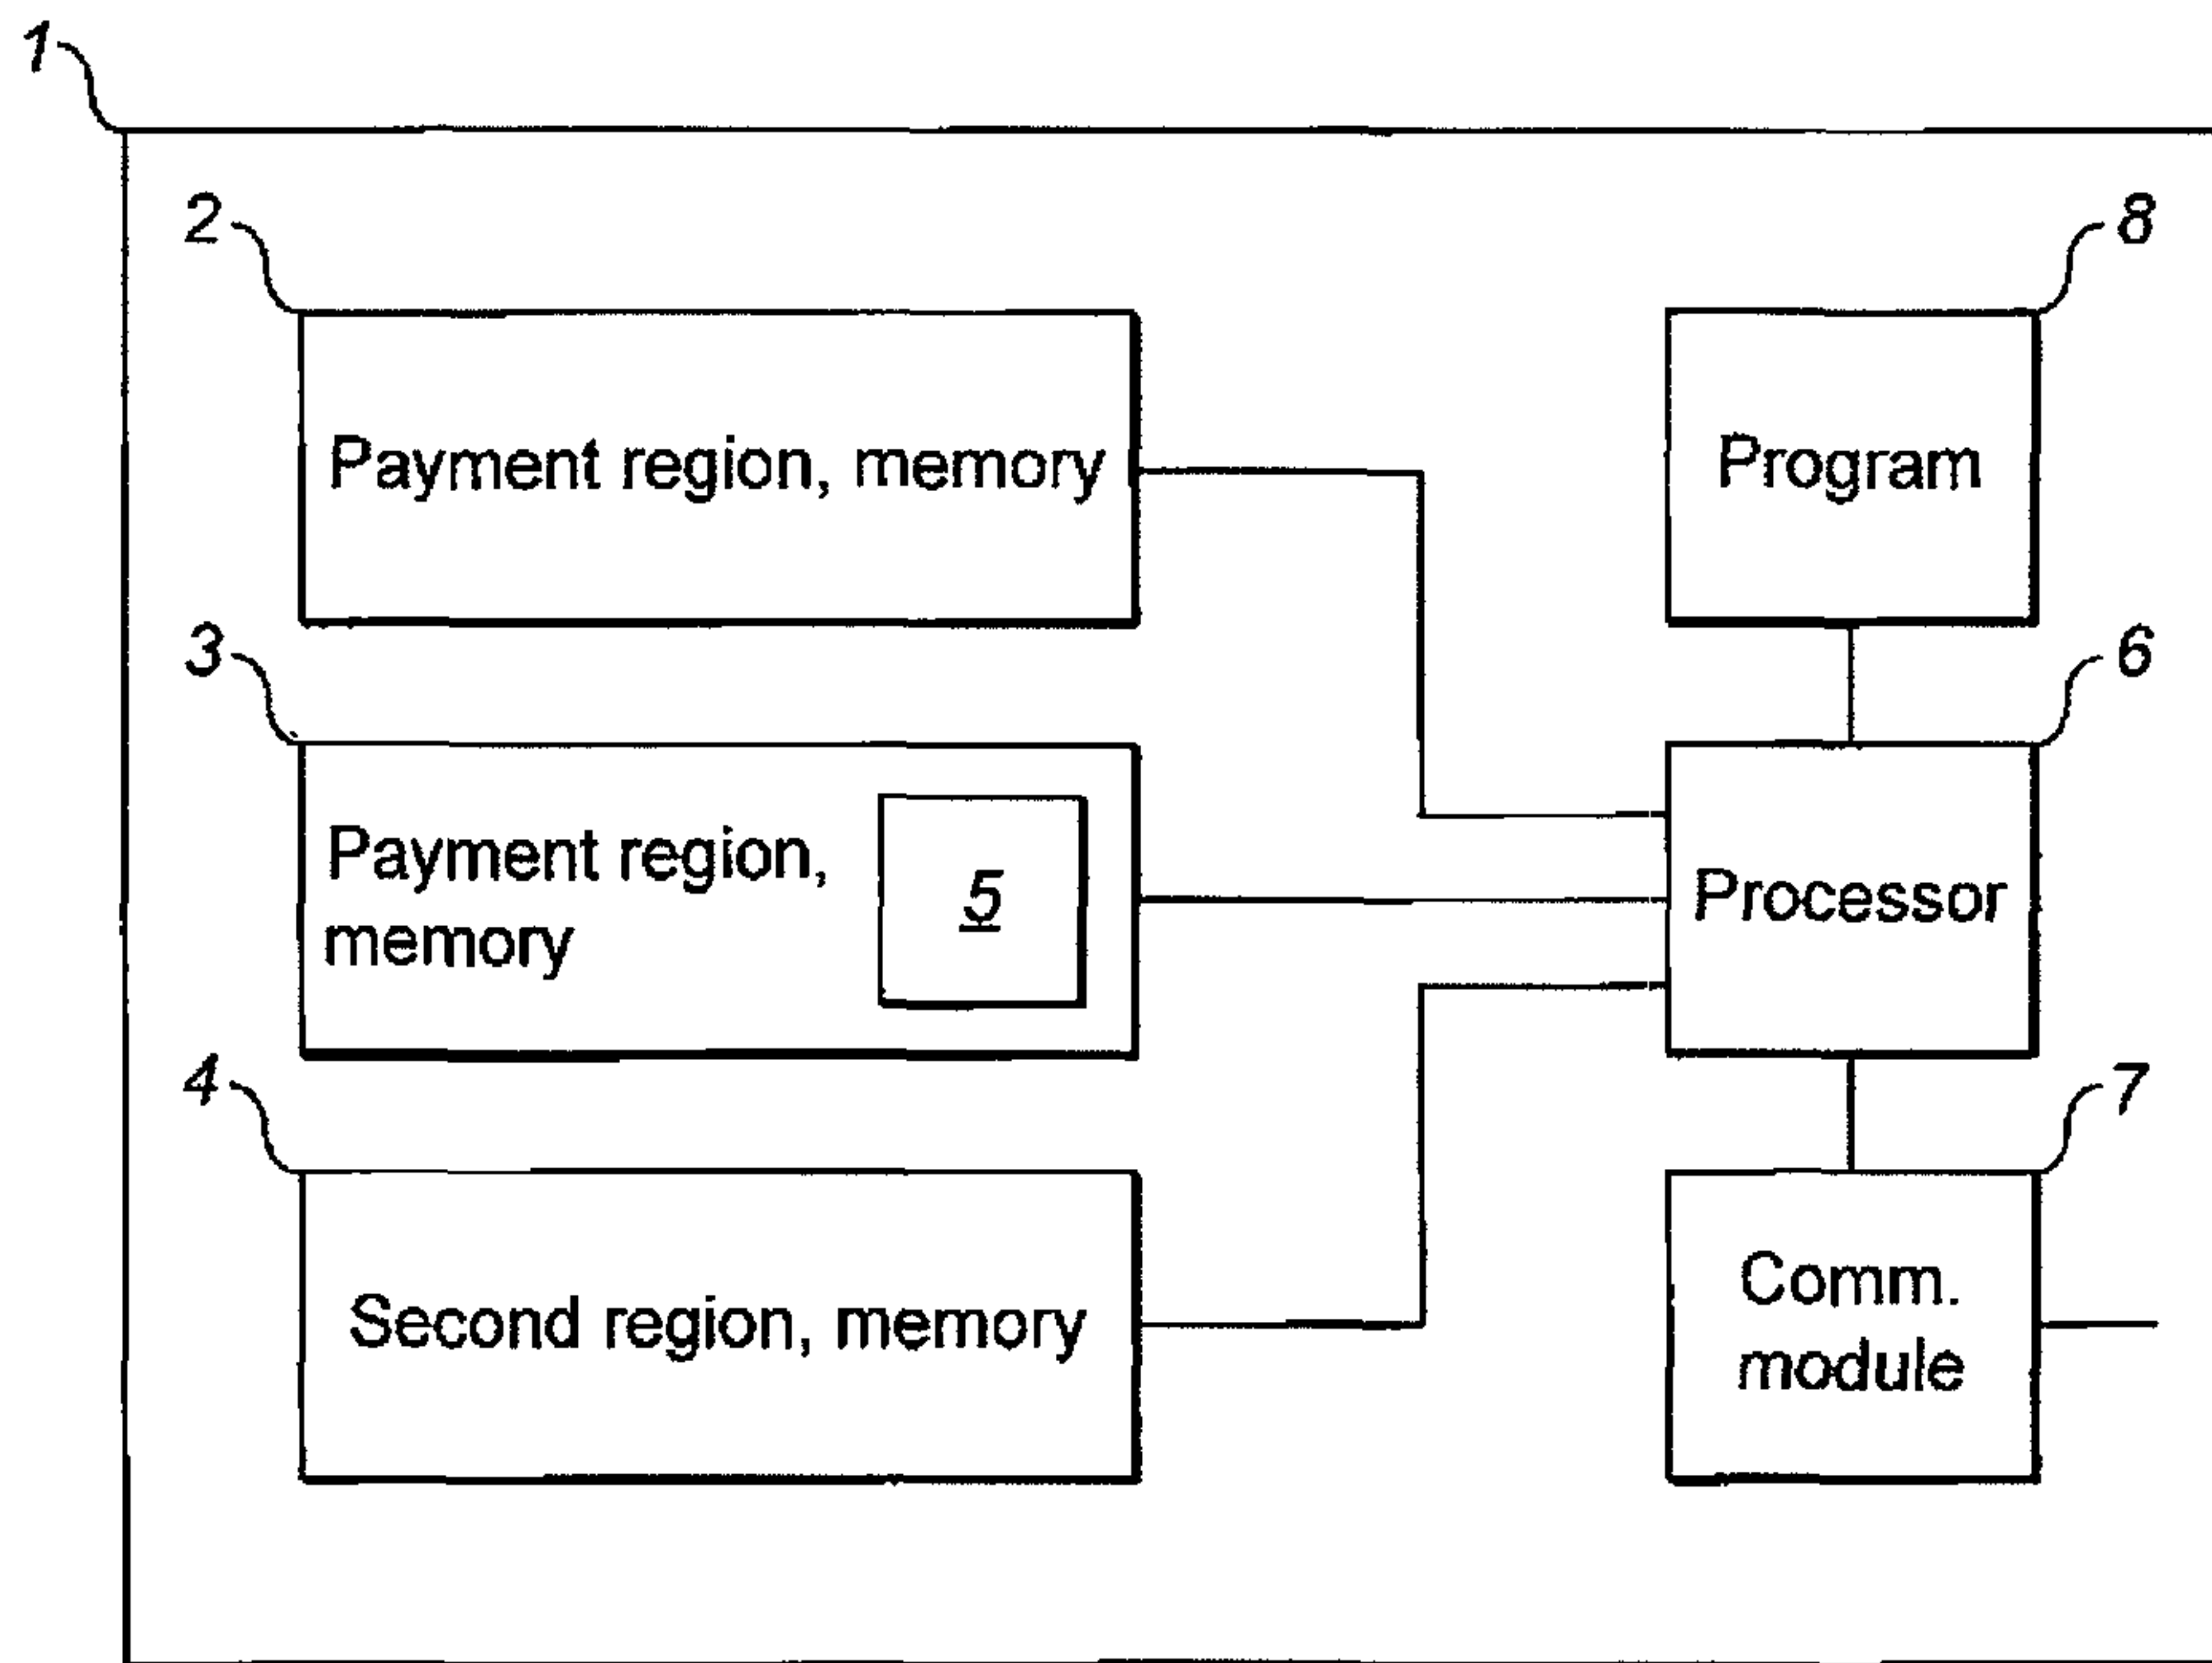 1
2
8
Payment region, memory
Program
3
6
Payment region,
memory
5
Processor
4
7
Second region, memory
Comm.
module